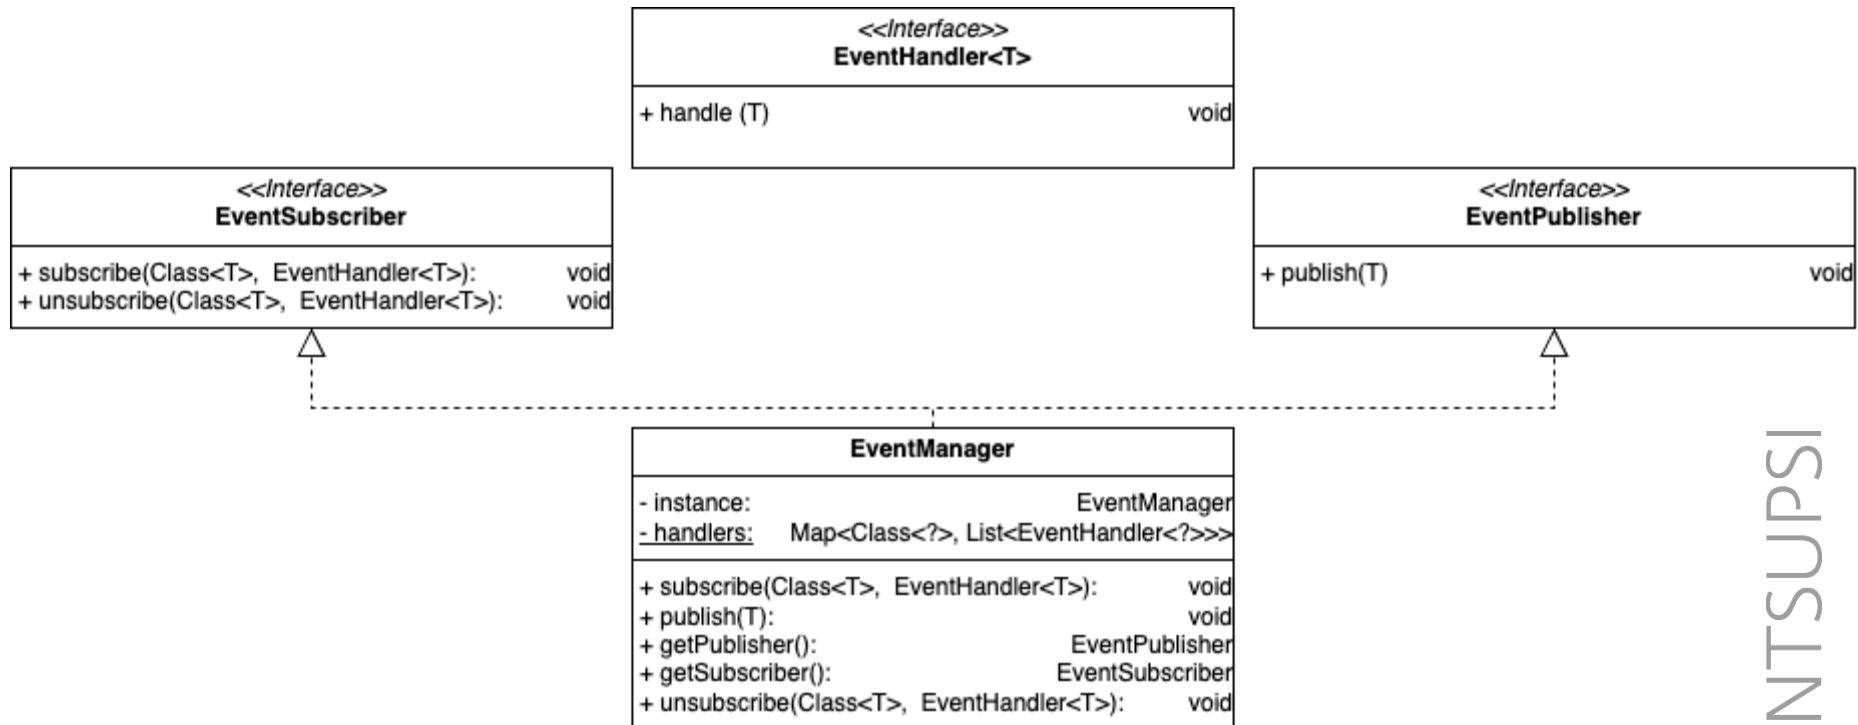 <<Interface>>
EventHandler<T>
+ handle (T) void
<<Interface>>
EventSubscriber
+ subscribe(Class<T>, EventHandler<T>): void
+ unsubscribe(Class<T>, EventHandler<T>): void
<<Interface>>
EventPublisher
+ publish(T) void
EventManager
- instance: EventManager
- handlers: Map<Class<?>, List<EventHandler<?>>>
+ subscribe(Class<T>, EventHandler<T>): void
+ publish(T): void
+ getPublisher(): EventPublisher
+ getSubscriber(): EventSubscriber
+ unsubscribe(Class<T>, EventHandler<T>): void
NTSUPSI